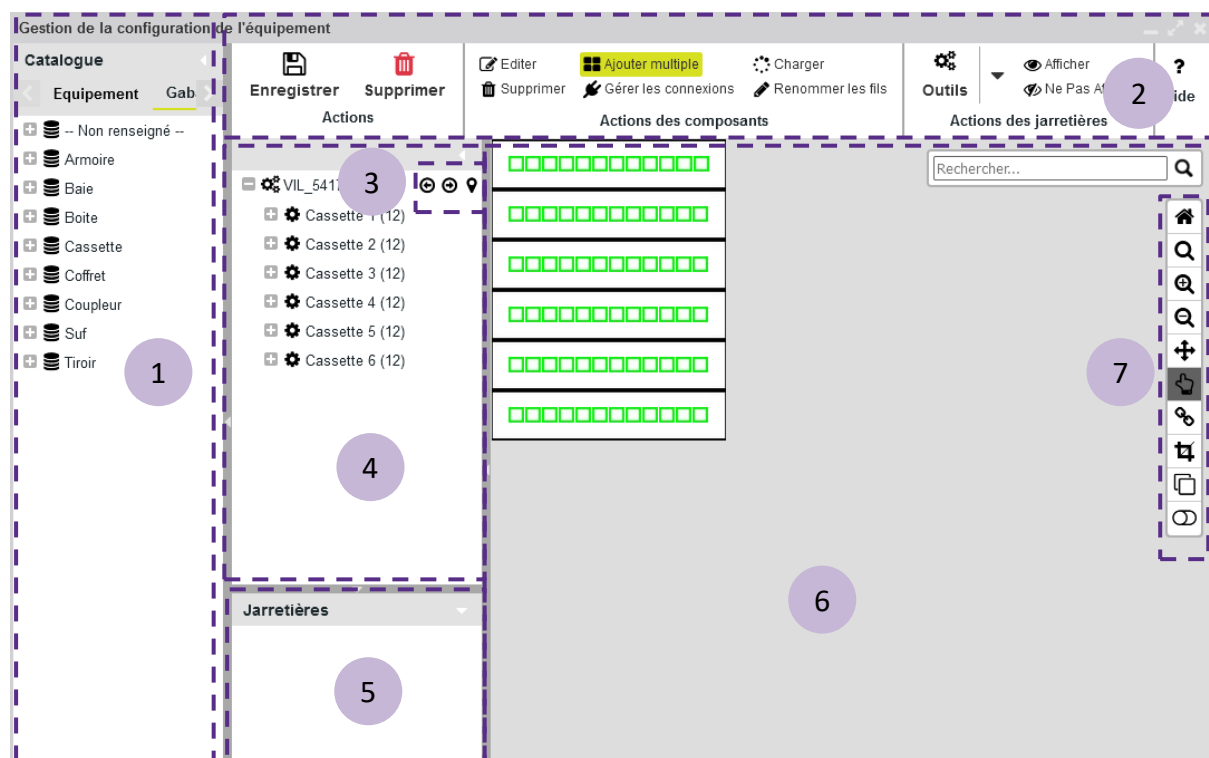 Gestion de la configuration de l'équipement
Catalogue
Equipement Gab
-- Non renseigné --
Armoire
Baie
Boite
Cassette
Coffret
Coupleur
Suf
Tiroir
1
Enregistrer Supprimer
Actions
Editer Ajouter multiple Charger
Supprimer Gérer les connexions Renommer les fils
Actions des composants
Outils
Afficher
Ne Pas
Actions des jarretières
?
ide
2
VIL_541
3
Cassette 1 (12)
Cassette 2 (12)
Cassette 3 (12)
Cassette 4 (12)
Cassette 5 (12)
Cassette 6 (12)
4
Jarretières
5
Rechercher...
6
7